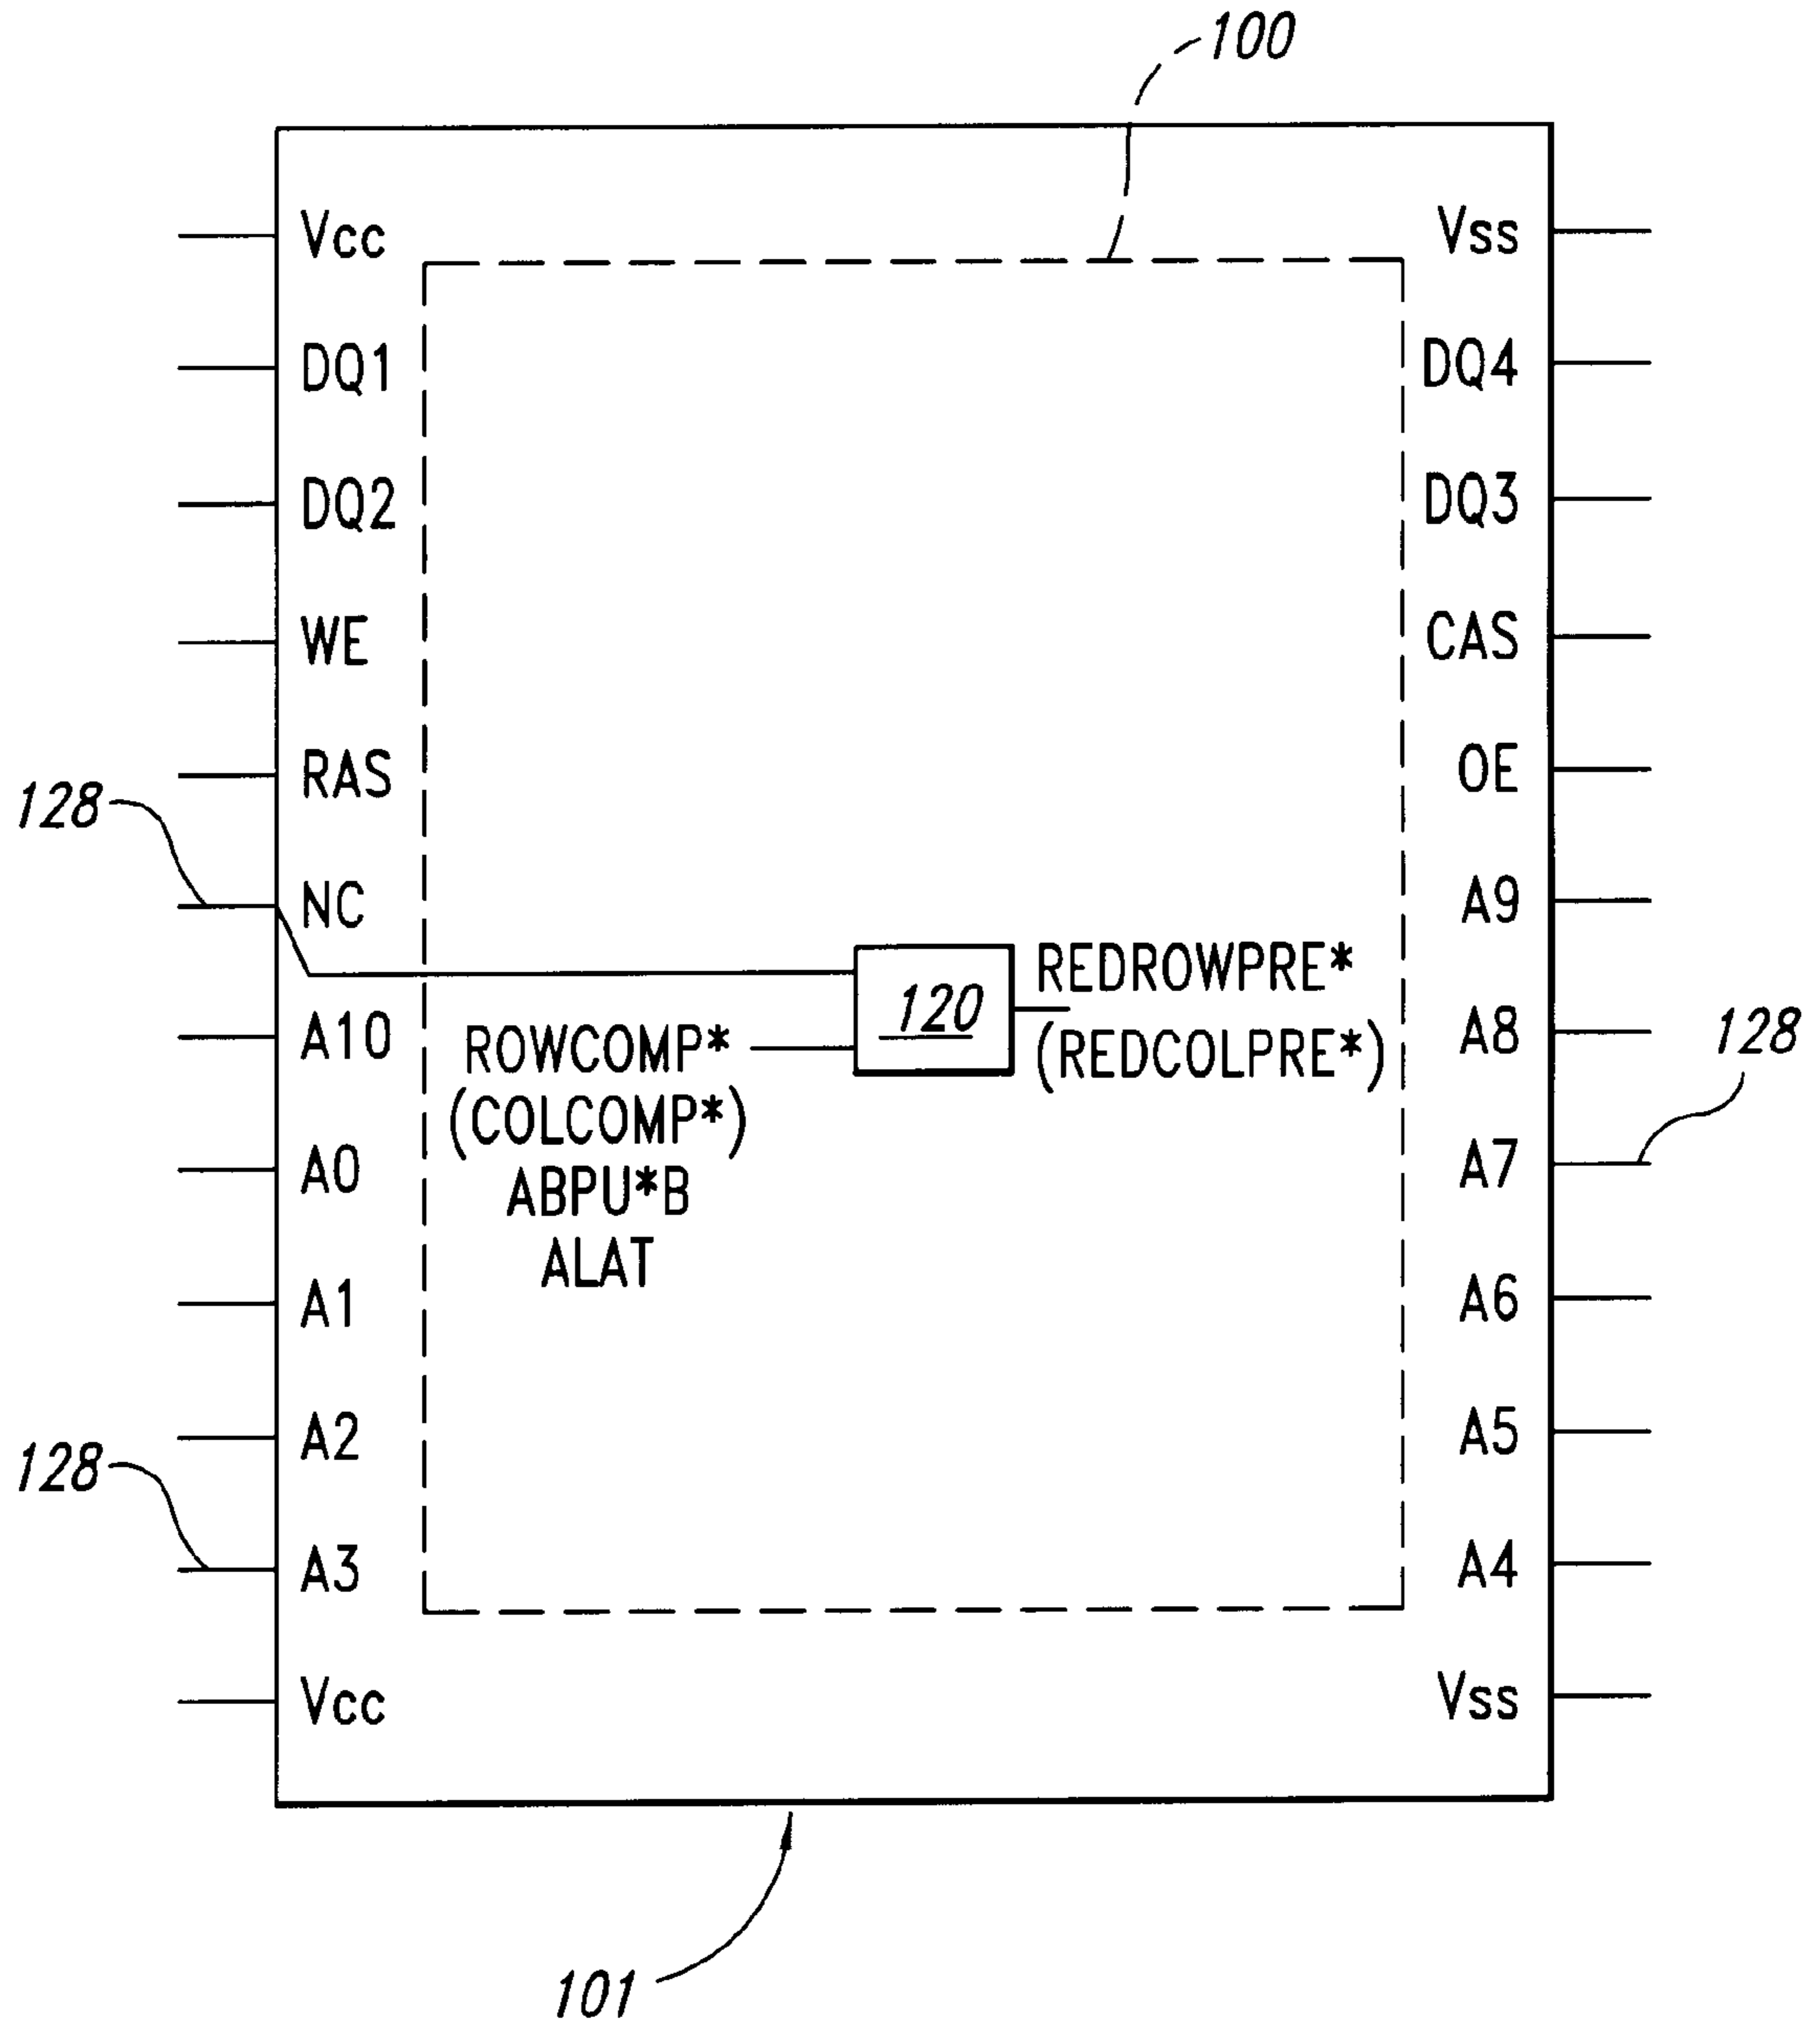 100
Vcc
Vss
DQ1
DQ4
DQ2
DQ3
WE
CAS
RAS
OE
128
NC
A9
REDROWPRE*
120
A10
ROWCOMP*
(REDCOLPRE*)
A8
128
(COLCOMP*)
A0
ABPU*B
A7
ALAT
A1
A6
A2
A5
128
A3
A4
Vcc
Vss
101